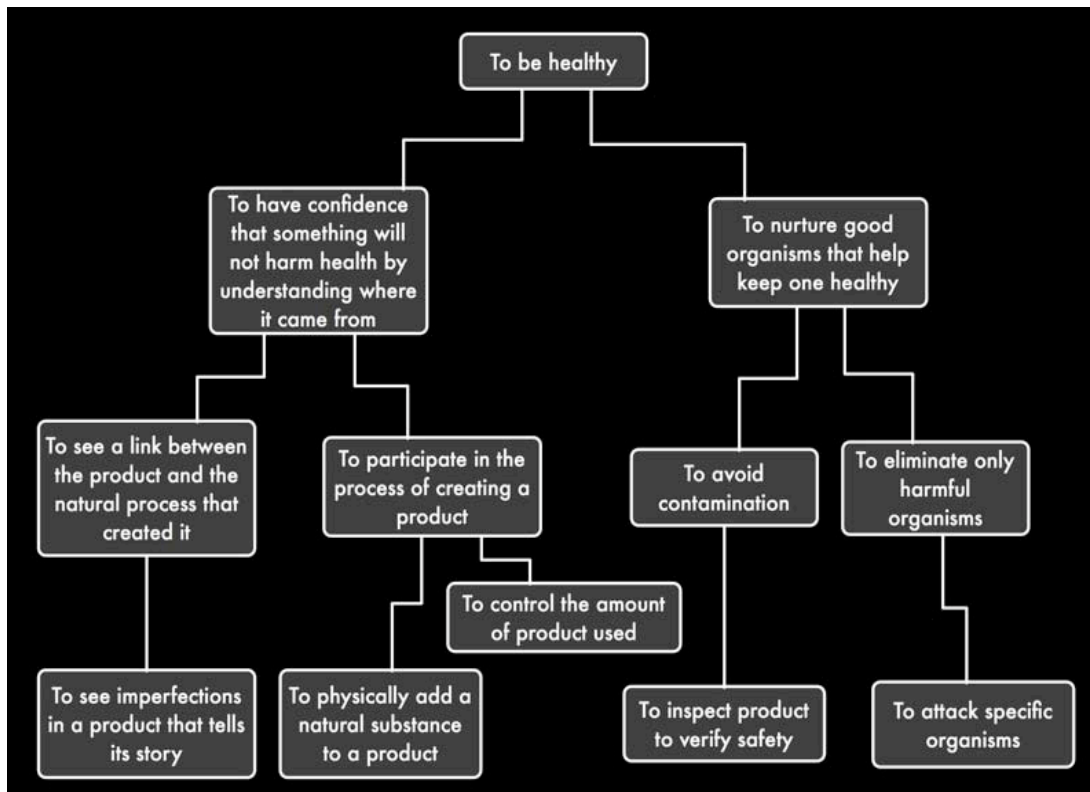 To be healthy
To have confidence
that something will
not harm health by
understanding where
it came from
To nurture good
organisms that help
keep one healthy
To see a link between
the product and the
natural process that
created it
To participate in the
process of creating a
product
To avoid
contamination
To eliminate only
harmful
organisms
To control the amount
of product used
To see imperfections
in a product that tells
its story
To physically add a
natural substance
to a product
To inspect product
to verify safety
To attack specific
organisms